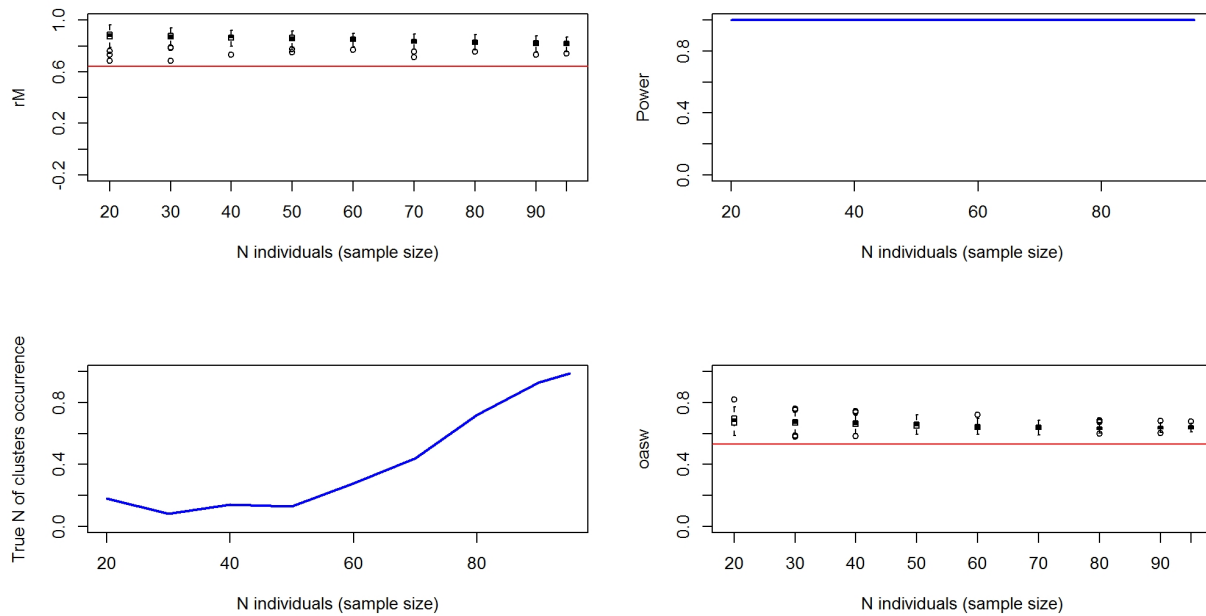 rM
1.0
0.6
0.2
-0.2
20 30 40 50 60 70 80 90
N individuals (sample size)
Power
0.8
0.4
0.0
20 40 60 80
N individuals (sample size)
True N of clusters occurrence
0.8
0.4
0.0
20 40 60 80
N individuals (sample size)
oasw
0.8
0.4
0.0
20 30 40 50 60 70 80 90
N individuals (sample size)